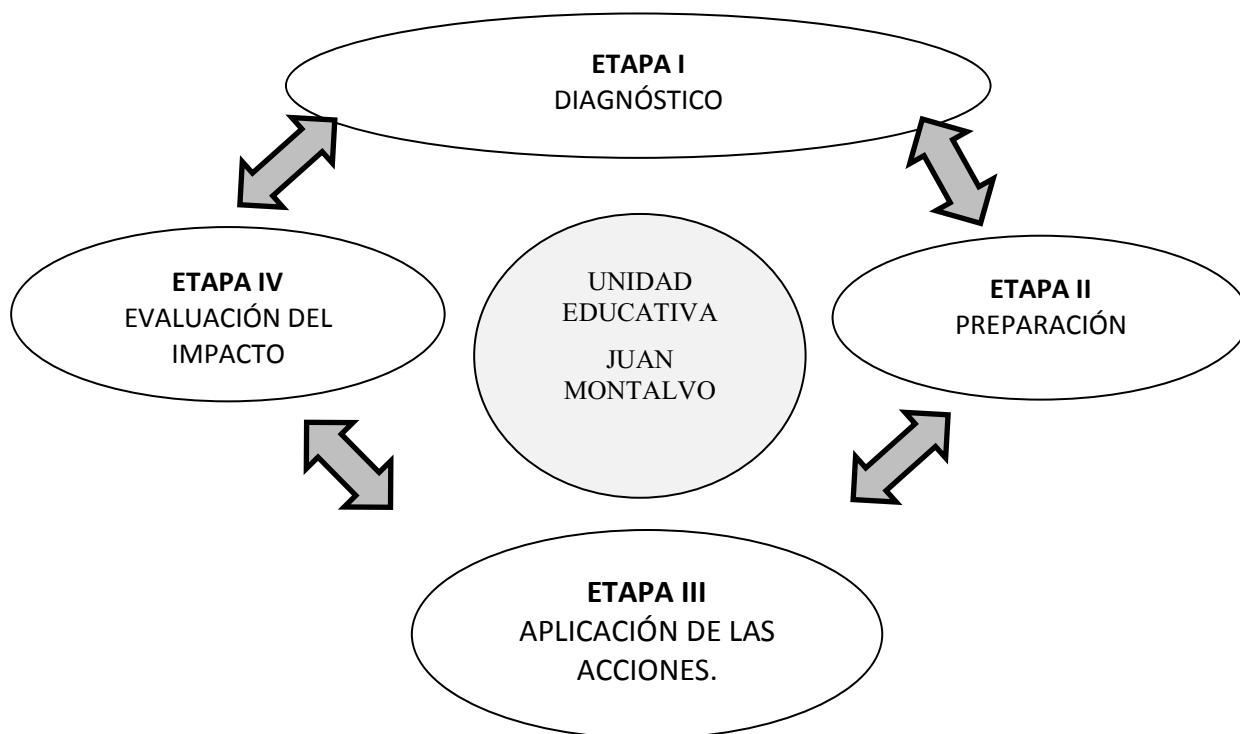 ETAPA I
DIAGNÓSTICO
ETAPA IV
EVALUACIÓN DEL
IMPACTO
UNIDAD
EDUCATIVA
JUAN
MONTALVO
ETAPA II
PREPARACIÓN
ETAPA III
APLICACIÓN DE LAS
ACCIONES.